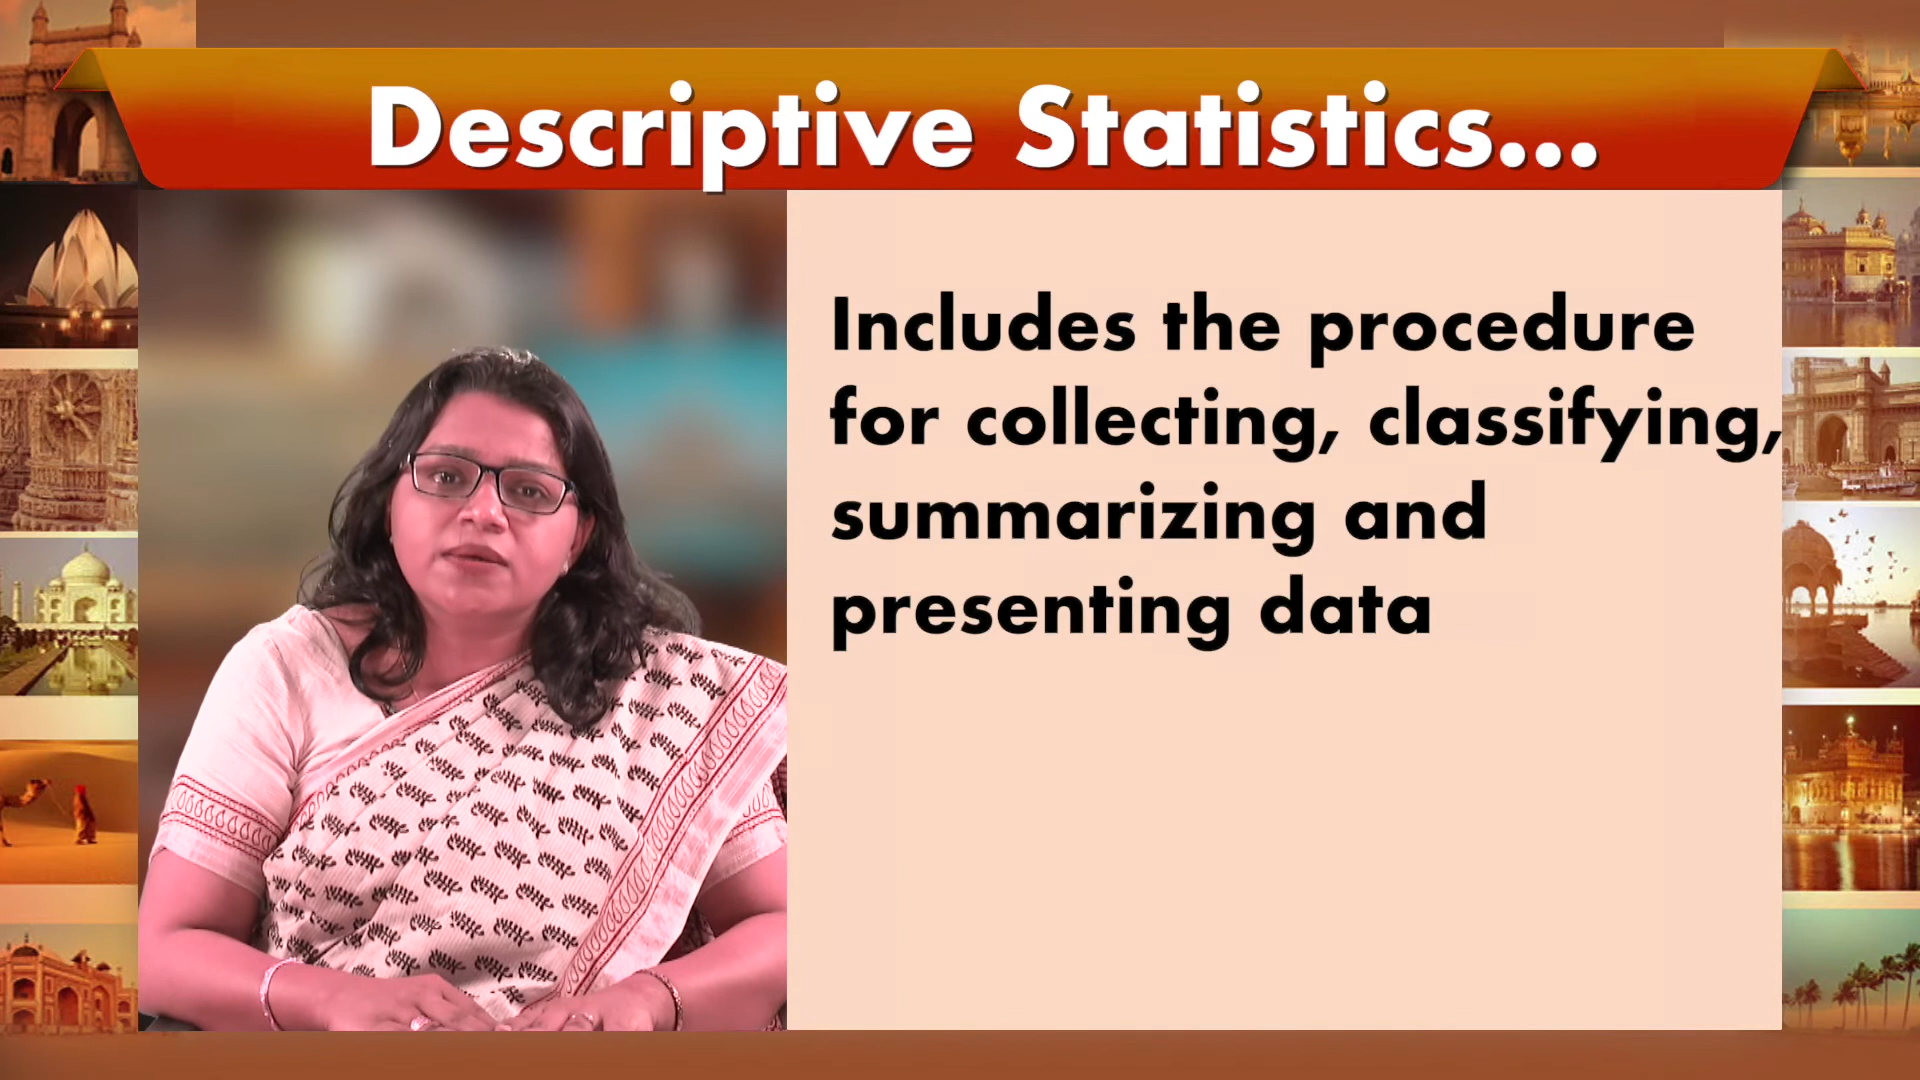 Descriptive Statistics...
Includes the procedure
for collecting, classifying,
summarizing and
presenting data